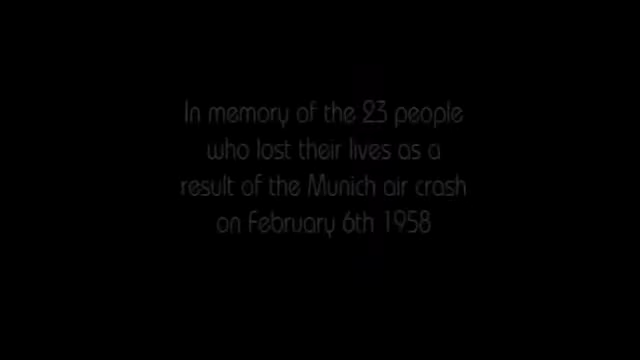 In memory of the 23 people
who lost their lives as a
result of the Munich air crash
on February 6th 1958